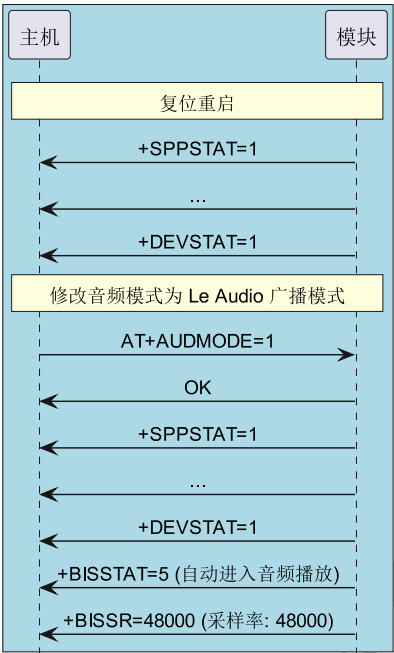 主机 模块
复位重启
+SPPSTAT=1
...
+DEVSTAT=1
修改音频模式为 Le Audio 广播模式
AT+AUDMODE=1
OK
+SPPSTAT=1
...
+DEVSTAT=1
+BISSTAT=5 (自动进入音频播放)
+BISSR=48000 (采样率: 48000)